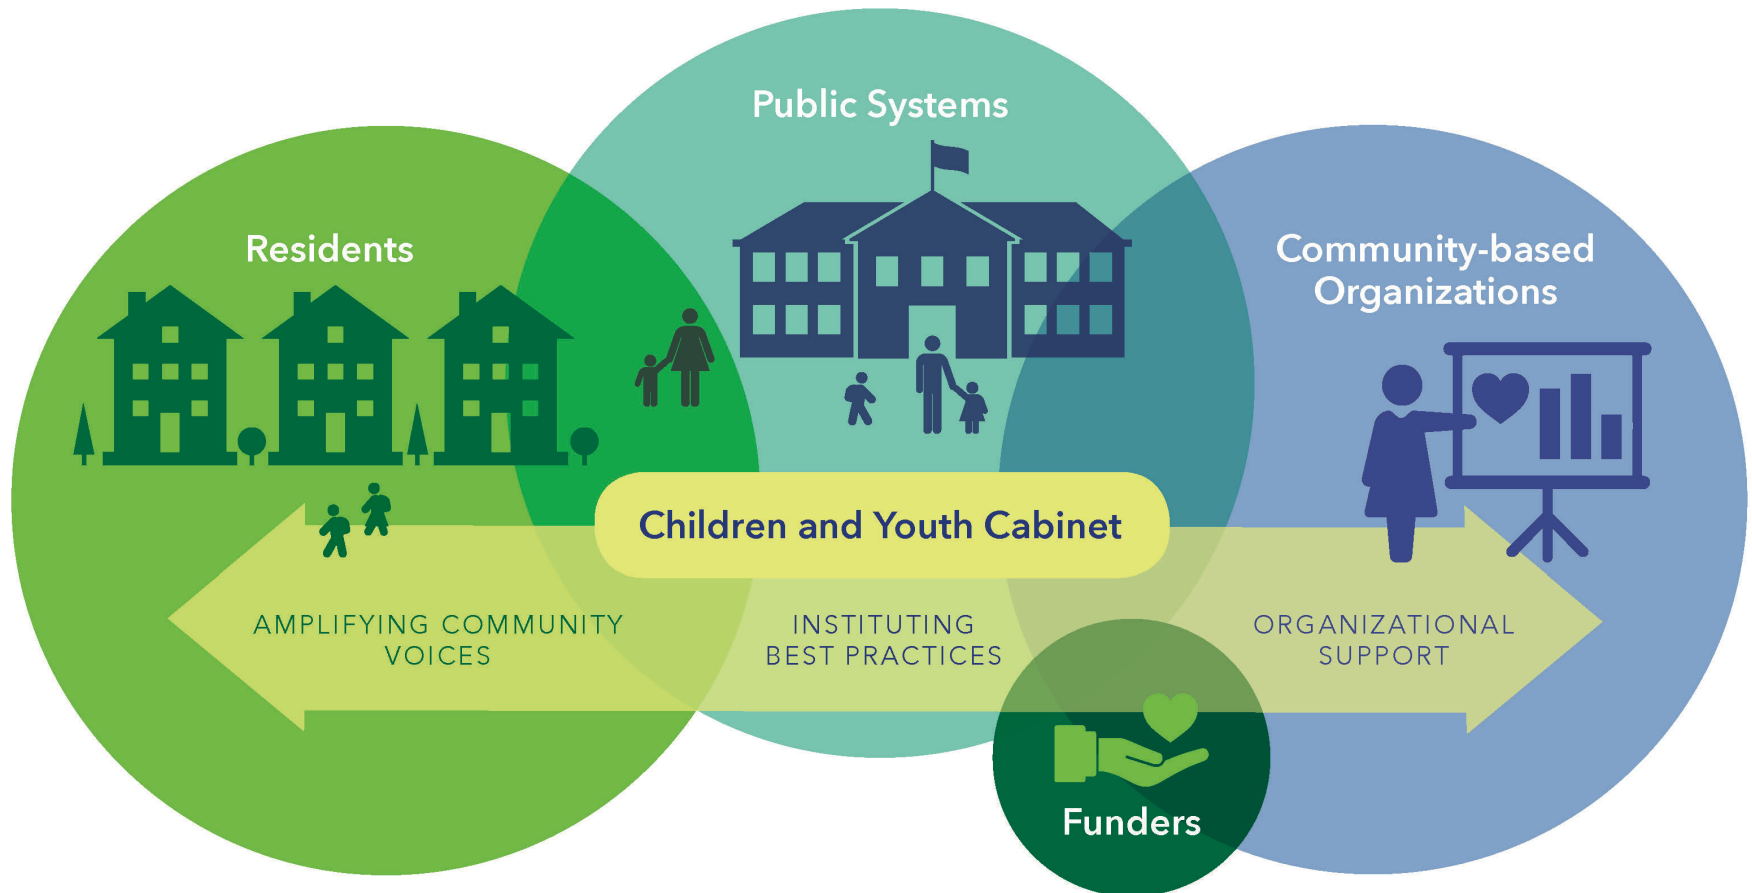 Public Systems
Residents
Community-based
Organizations
Children and Youth Cabinet
AMPLIFYING COMMUNITY
VOICES
INSTITUTING
BEST PRACTICES
ORGANIZATIONAL
SUPPORT
Funders